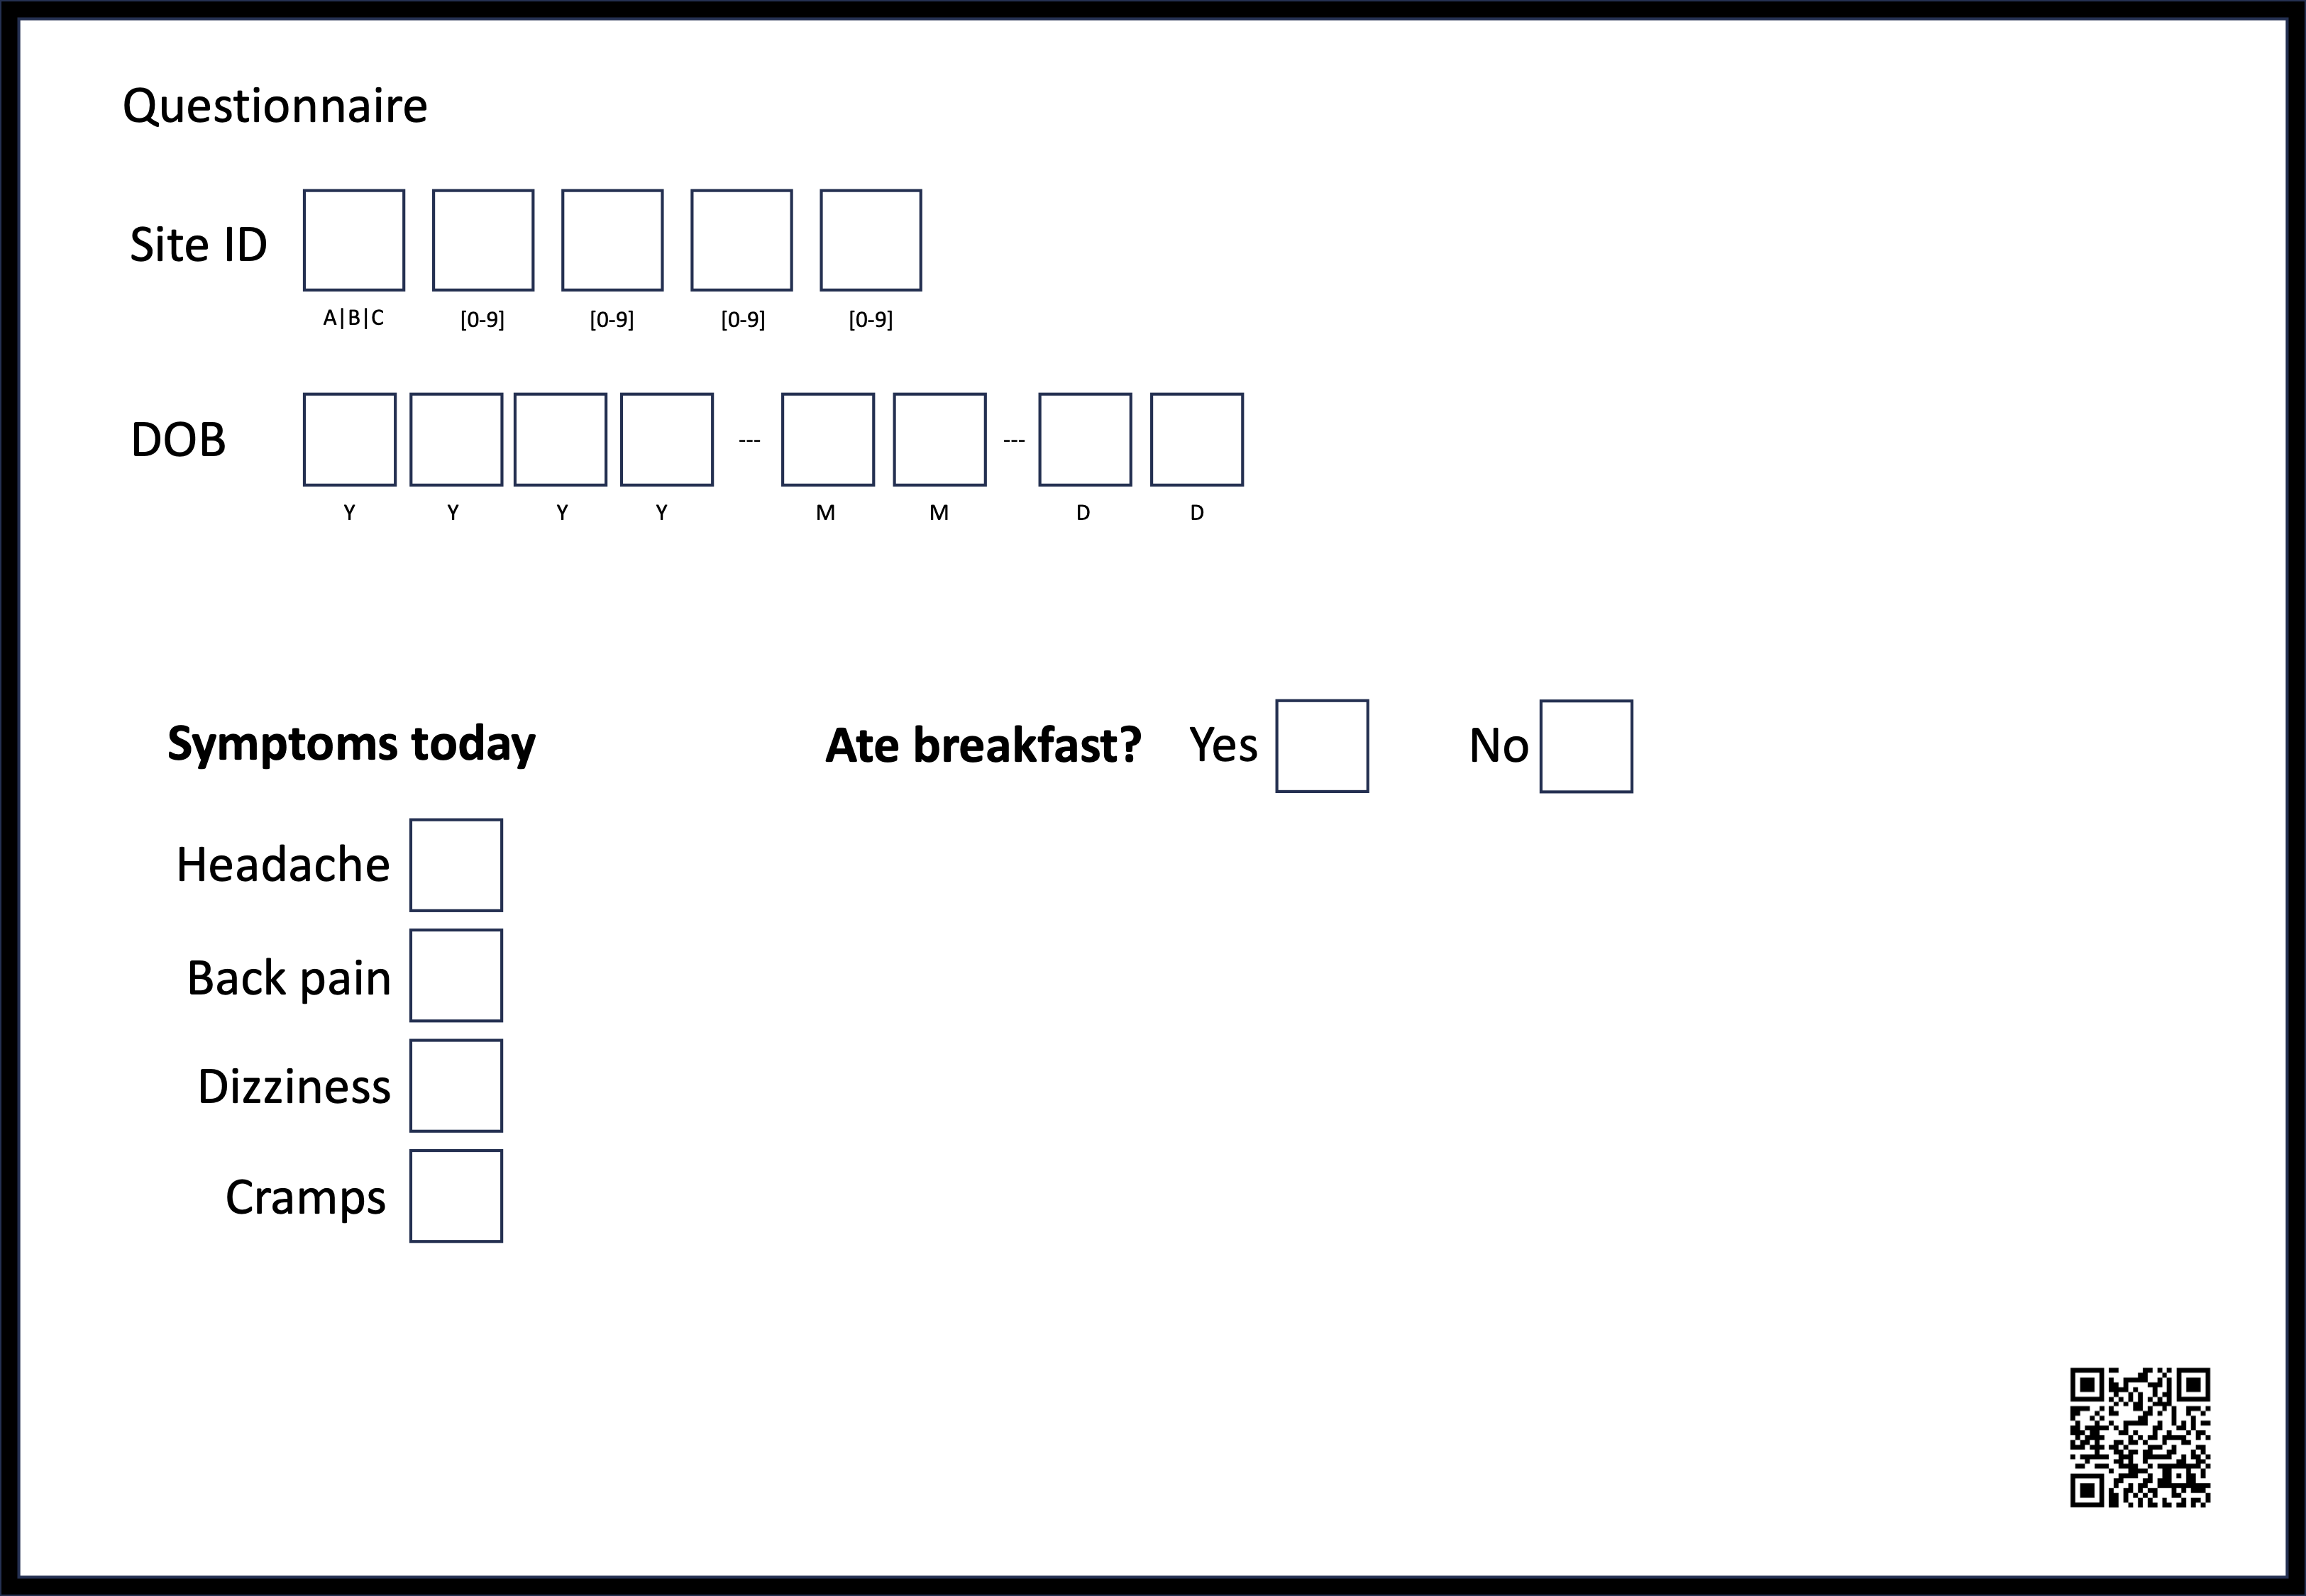 Questionnaire
Site ID
A|B|C [0-9] [0-9] [0-9] [0-9]
DOB --- ---
Y Y Y Y M M D D
Symptoms today Ate breakfast? Yes No
Headache
Back pain
Dizziness
Cramps